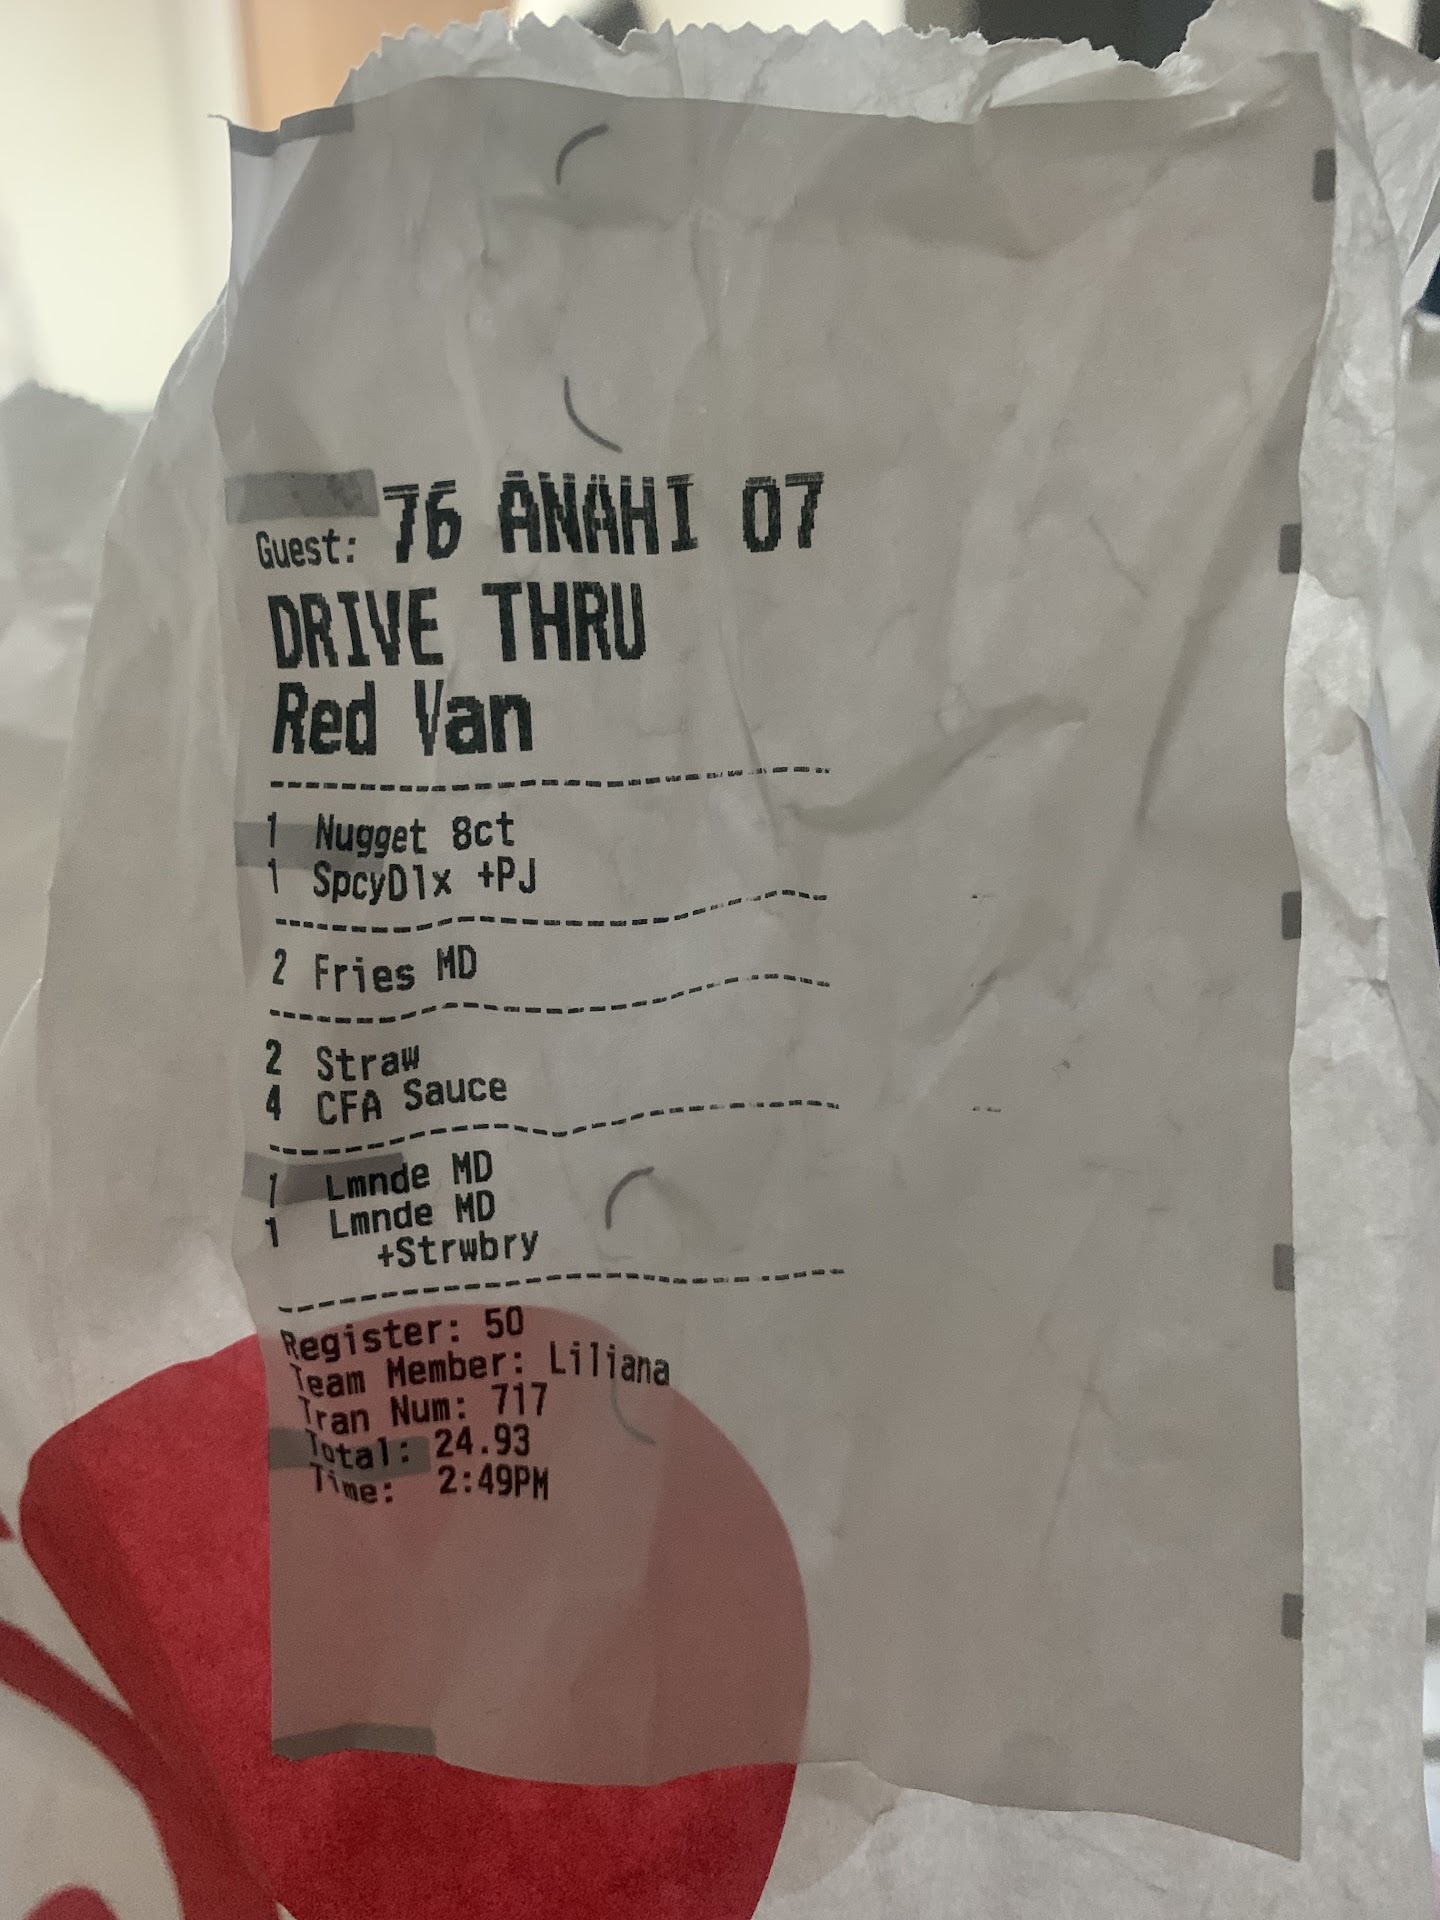 Guest: 76 ANAHI 07
DRIVE THRU
Red Van
1 Nugget 8ct
1 SpcyDlx +PJ
2 Fries MD
2 Straw
4 CFA Sauce
1 Lmnde MD
1 Lmnde MD
+Strwbry
Register: 50
Team Member: Liliana
Tran Num: 717
Total: 24.93
Time: 2:49PM